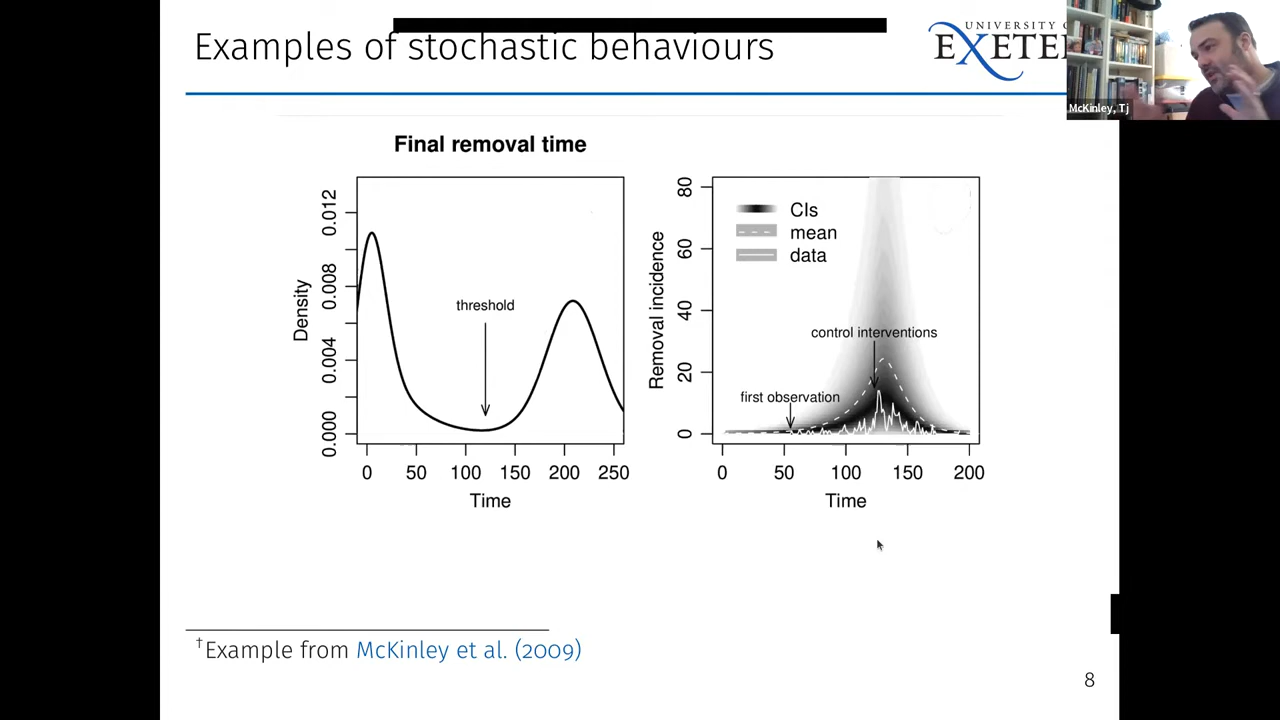 Examples of stochastic behaviours
UNIVERSITY O
EXETE
McKinley, Tj
Final removal time
Density
0.000 0.004 0.008 0.012
threshold
0 50 100 150 200 250
Time
Removal incidence
0 20 40 60 80
CIs
mean
data
control interventions
first observation
0 50 100 150 200
Time
†Example from McKinley et al. (2009)
8